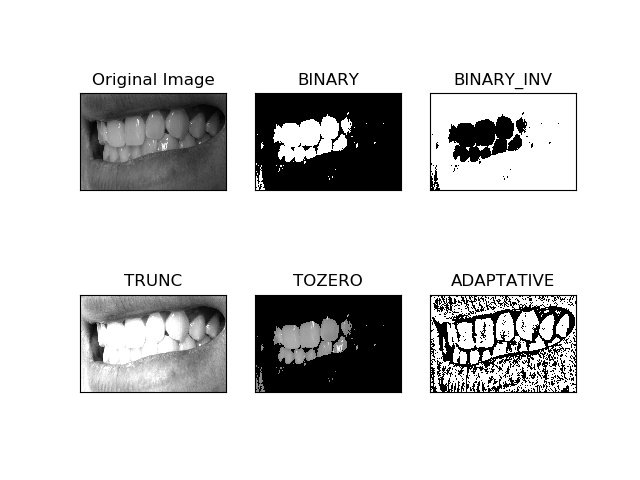 Original Image
BINARY
BINARY_INV
TRUNC
TOZERO
ADAPTATIVE